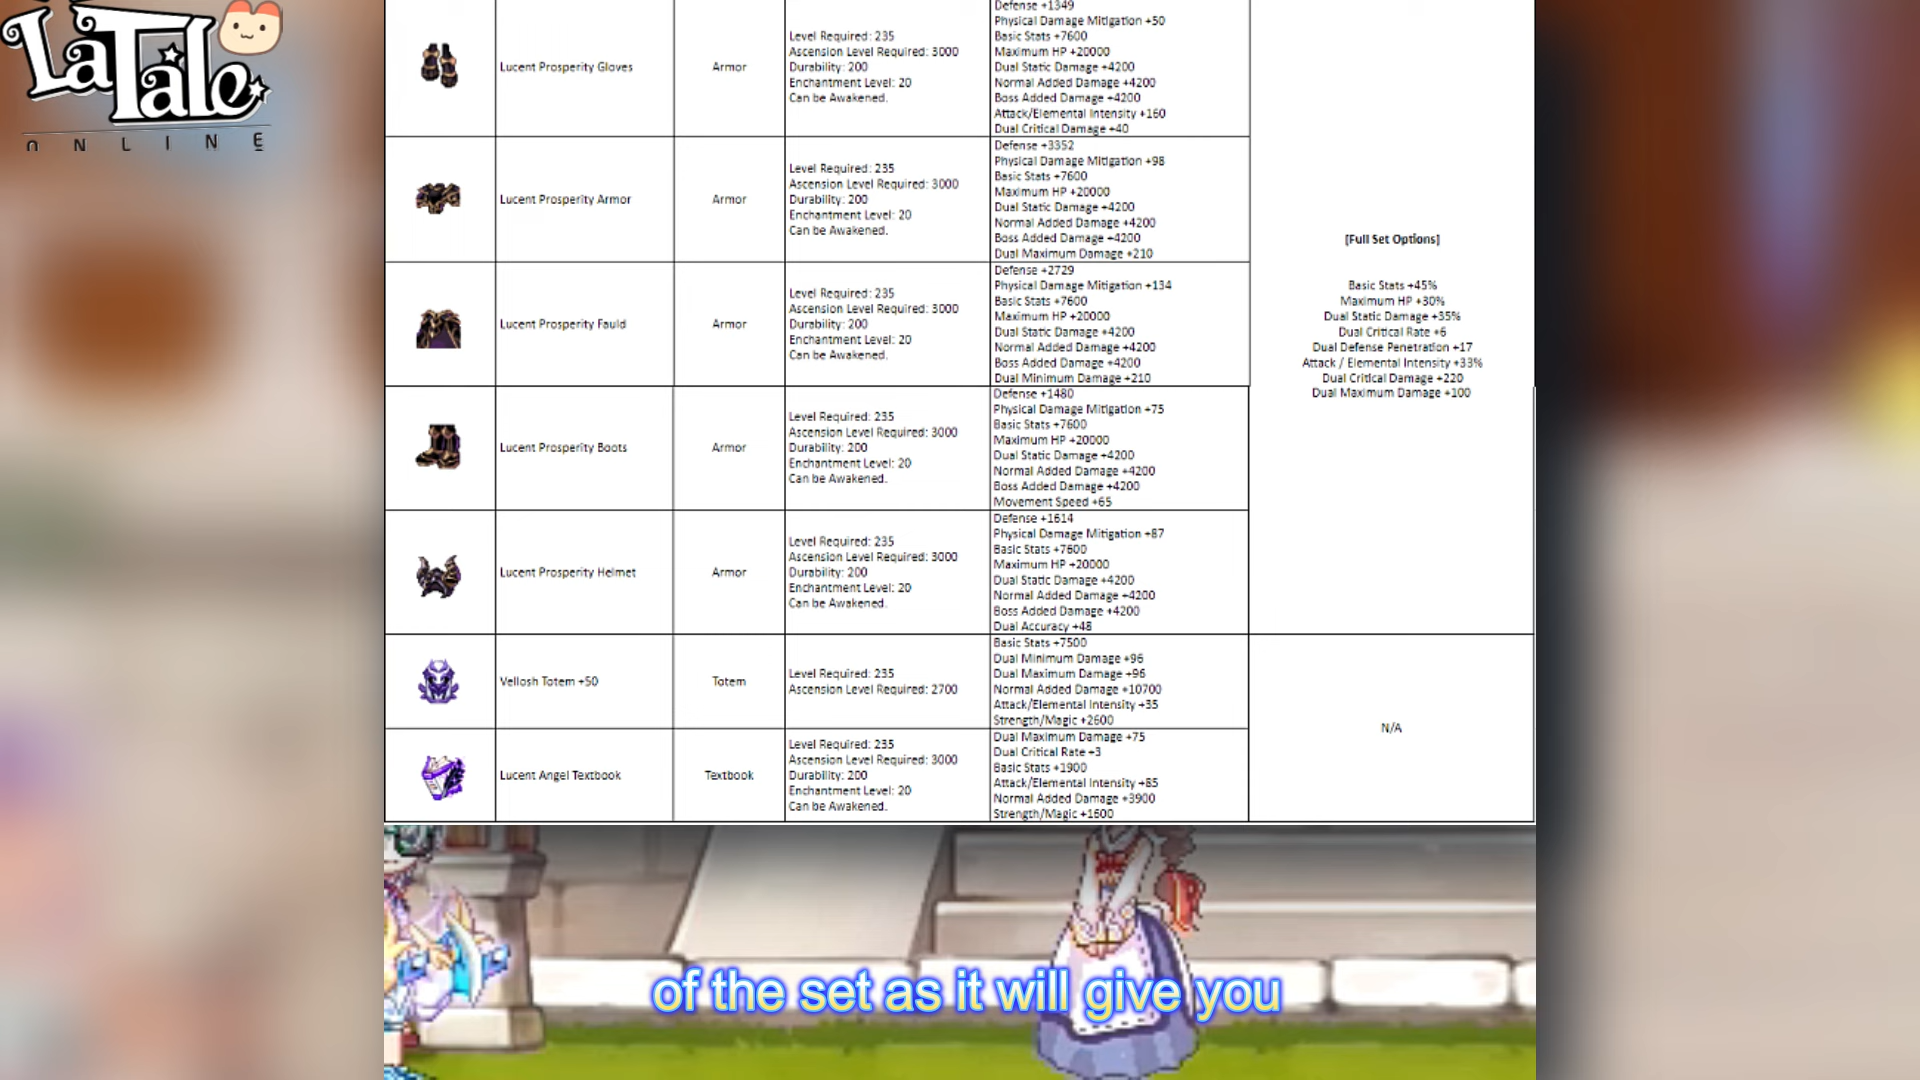 LaTale
ONLINE
Lucent Prosperity Gloves
Armor
Level Required: 235
Ascension Level Required: 3000
Durability: 200
Enchantment Level: 20
Can be Awakened.
Defense +1349
Physical Damage Mitigation +50
Basic Stats +7600
Maximum HP +20000
Dual Static Damage +4200
Normal Added Damage +4200
Boss Added Damage +4200
Attack/Elemental Intensity +160
Dual Critical Damage +40
Lucent Prosperity Armor
Armor
Level Required: 235
Ascension Level Required: 3000
Durability: 200
Enchantment Level: 20
Can be Awakened.
Defense +3352
Physical Damage Mitigation +98
Basic Stats +7600
Maximum HP +20000
Dual Static Damage +4200
Normal Added Damage +4200
Boss Added Damage +4200
Dual Maximum Damage +210
Lucent Prosperity Fauld
Armor
Level Required: 235
Ascension Level Required: 3000
Durability: 200
Enchantment Level: 20
Can be Awakened.
Defense +2729
Physical Damage Mitigation +134
Basic Stats +7600
Maximum HP +20000
Dual Static Damage +4200
Normal Added Damage +4200
Boss Added Damage +4200
Dual Minimum Damage +210
Lucent Prosperity Boots
Armor
Level Required: 235
Ascension Level Required: 3000
Durability: 200
Enchantment Level: 20
Can be Awakened.
Defense +1480
Physical Damage Mitigation +75
Basic Stats +7600
Maximum HP +20000
Dual Static Damage +4200
Normal Added Damage +4200
Boss Added Damage +4200
Movement Speed +65
Lucent Prosperity Helmet
Armor
Level Required: 235
Ascension Level Required: 3000
Durability: 200
Enchantment Level: 20
Can be Awakened.
Defense +1614
Physical Damage Mitigation +87
Basic Stats +7600
Maximum HP +20000
Dual Static Damage +4200
Normal Added Damage +4200
Boss Added Damage +4200
Dual Accuracy +48
[Full Set Options]
Basic Stats +45%
Maximum HP +30%
Dual Static Damage +35%
Dual Critical Rate +6
Dual Defense Penetration +17
Attack / Elemental Intensity +33%
Dual Critical Damage +220
Dual Maximum Damage +100
Vellosh Totem +50
Totem
Level Required: 235
Ascension Level Required: 2700
Basic Stats +7500
Dual Minimum Damage +96
Dual Maximum Damage +96
Normal Added Damage +10700
Attack/Elemental Intensity +35
Strength/Magic +2600
Lucent Angel Textbook
Textbook
Level Required: 235
Ascension Level Required: 3000
Durability: 200
Enchantment Level: 20
Can be Awakened.
Dual Maximum Damage +75
Dual Critical Rate +3
Basic Stats +1900
Attack/Elemental Intensity +85
Normal Added Damage +3900
Strength/Magic +1600
N/A
of the set as it will give you